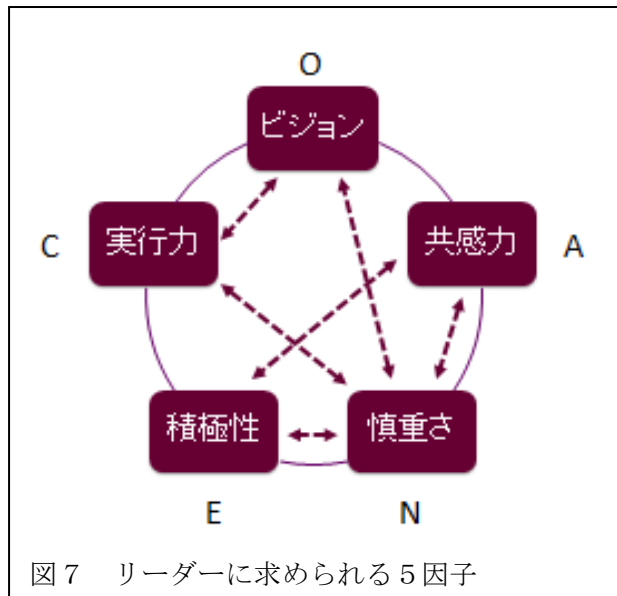 O
ビジョン
C
実行力
共感力
A
積極性
慎重さ
E
N
図7 リーダーに求められる5因子